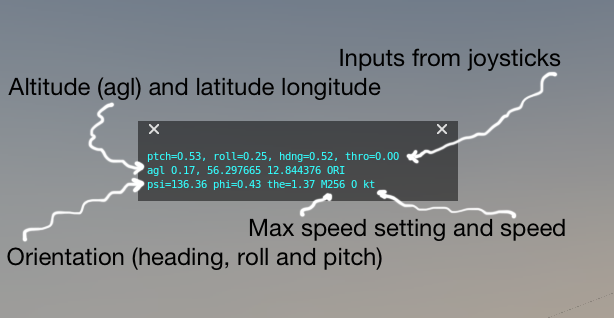 Inputs from joysticks
Altitude (agl) and latitude longitude
ptch=0.53, roll=0.25, hdng=0.52, thro=0.00
agl 0.17, 56.297665 12.844376 ORI
psi=136.36 phi=0.43 the=1.37 M256 0 kt
Max speed setting and speed
Orientation (heading, roll and pitch)